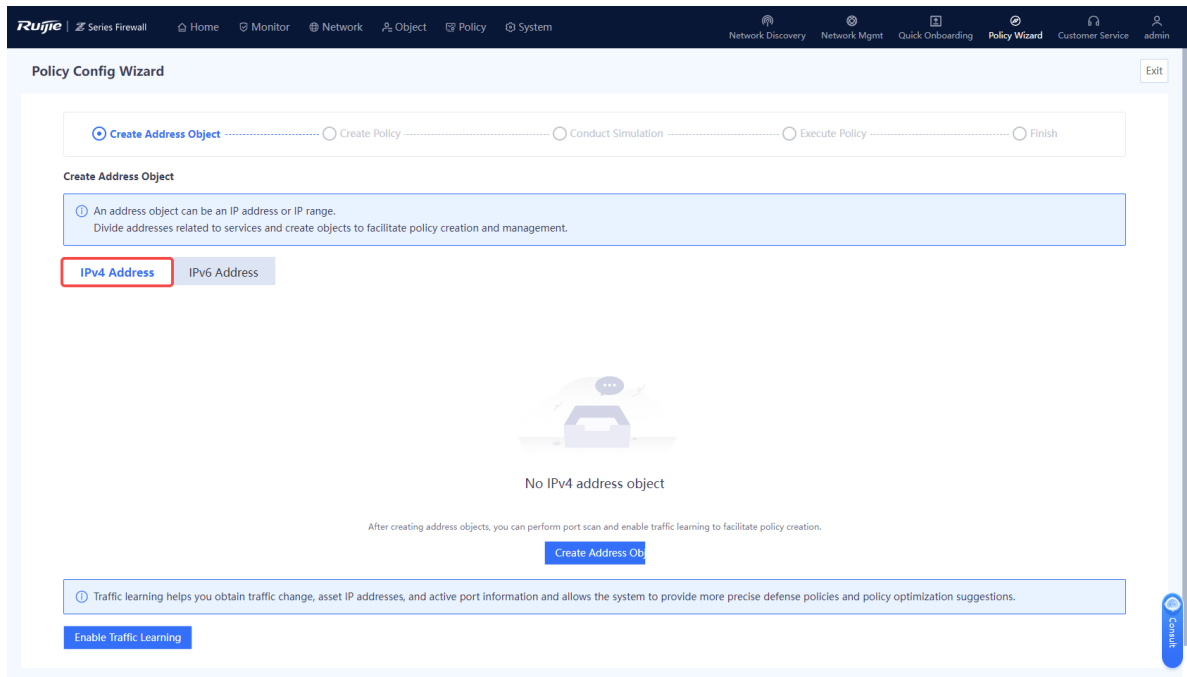 Ruijie | Z Series Firewall Home Monitor Network Object Policy System Network Discovery Network Mgmt Quick Onboarding Policy Wizard Customer Service admin
Policy Config Wizard Exit
Create Address Object Create Policy Conduct Simulation Execute Policy Finish
Create Address Object
An address object can be an IP address or IP range.
Divide addresses related to services and create objects to facilitate policy creation and management.
IPv4 Address IPv6 Address
No IPv4 address object
After creating address objects, you can perform port scan and enable traffic learning to facilitate policy creation.
Create Address Obj
Traffic learning helps you obtain traffic change, asset IP addresses, and active port information and allows the system to provide more precise defense policies and policy optimization suggestions.
Enable Traffic Learning
Consult